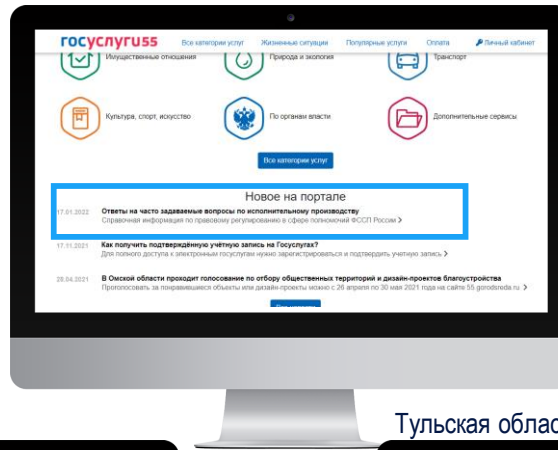 госуслуги55 Все категории услуг Жизненные ситуации Популярные услуги Оплата Личный кабинет
Имущественные отношения Природа и экология Транспорт
Культура, спорт, искусство По органам власти Дополнительные сервисы
Все категории услуг
Новое на портале
17.01.2022 Ответы на часто задаваемые вопросы по исполнительному производству
Справочная информация по правовому регулированию в сфере полномочий ФССП России >
17.11.2021 Как получить подтверждённую учётную запись на Госуслугах?
Для полного доступа к электронным госуслугам нужно зарегистрироваться и подтвердить учетную запись >
26.04.2021 В Омской области проходит голосование по отбору общественных территорий и дизайн-проектов благоустройства
Проголосовать за понравившиеся объекты или дизайн-проекты можно с 26 апреля по 30 мая 2021 года на сайте 55.gorodsreda.ru >
Тульская облас